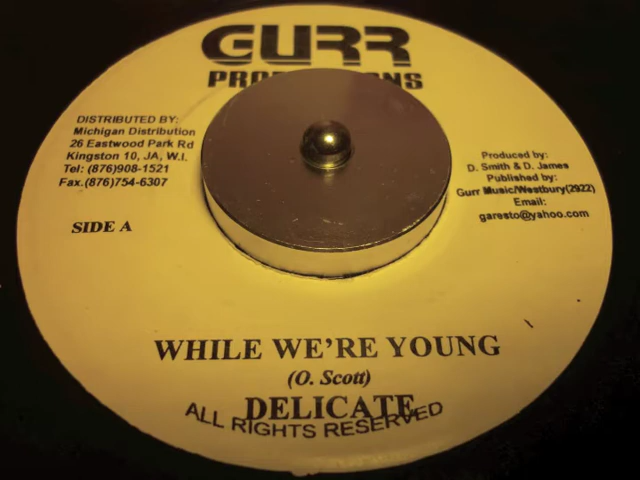 GURR
DISTRIBUTED BY:
Michigan Distribution
26 Eastwood Park Rd
Kingston 10, JA, W.I.
Tel: (876)908-1521
Fax.(876)754-6307
Produced by:
D. Smith & D. James
Published by:
Gurr Music/Westbury(2922)
Email:
garesto@yahoo.com
SIDE A
WHILE WE'RE YOUNG
(O. Scott)
DELICATE
ALL RIGHTS RESERVED